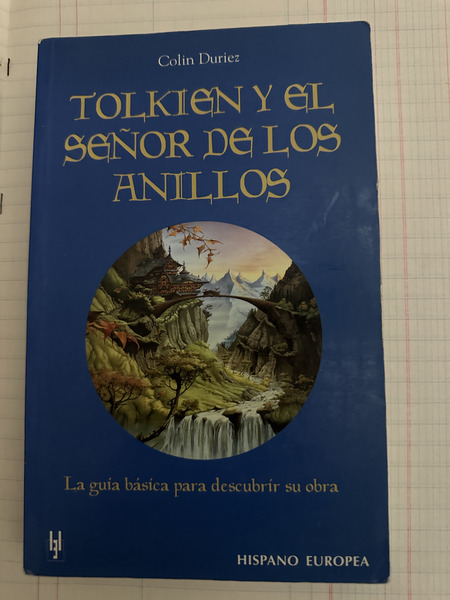 Colin Duriez
TOLKIEN Y EL
SEÑOR DE LOS
ANILLOS
La guía básica para descubrir su obra
HISPANO EUROPEA